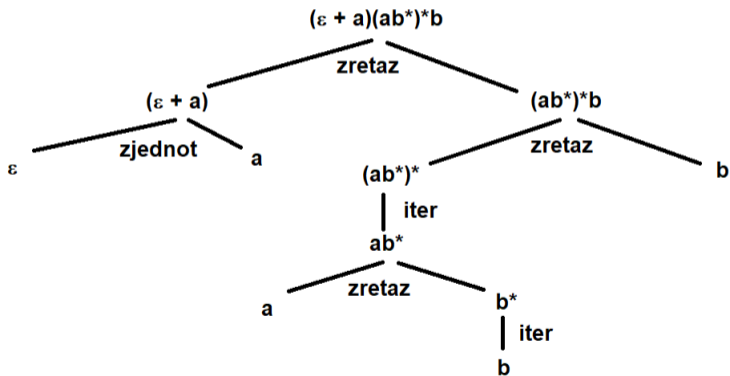 (ε + a)(ab*)*b
zretaz
(ε + a)
(ab*)*b
zjednot
zretaz
ε
a
(ab*)*
b
iter
ab*
zretaz
a
b*
iter
b